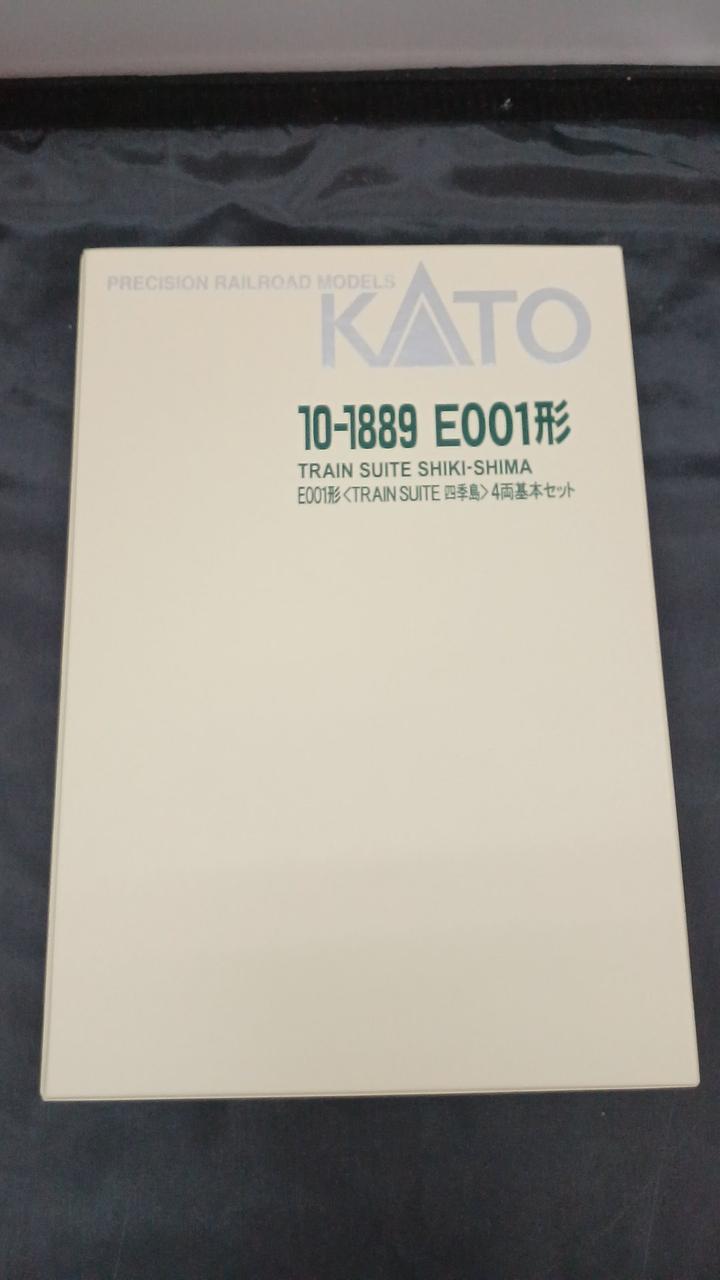 PRECISION RAILROAD MODELS
KATO
10-1889 E001形
TRAIN SUITE SHIKI-SHIMA
E001形〈TRAIN SUITE 四季島〉4両基本セット